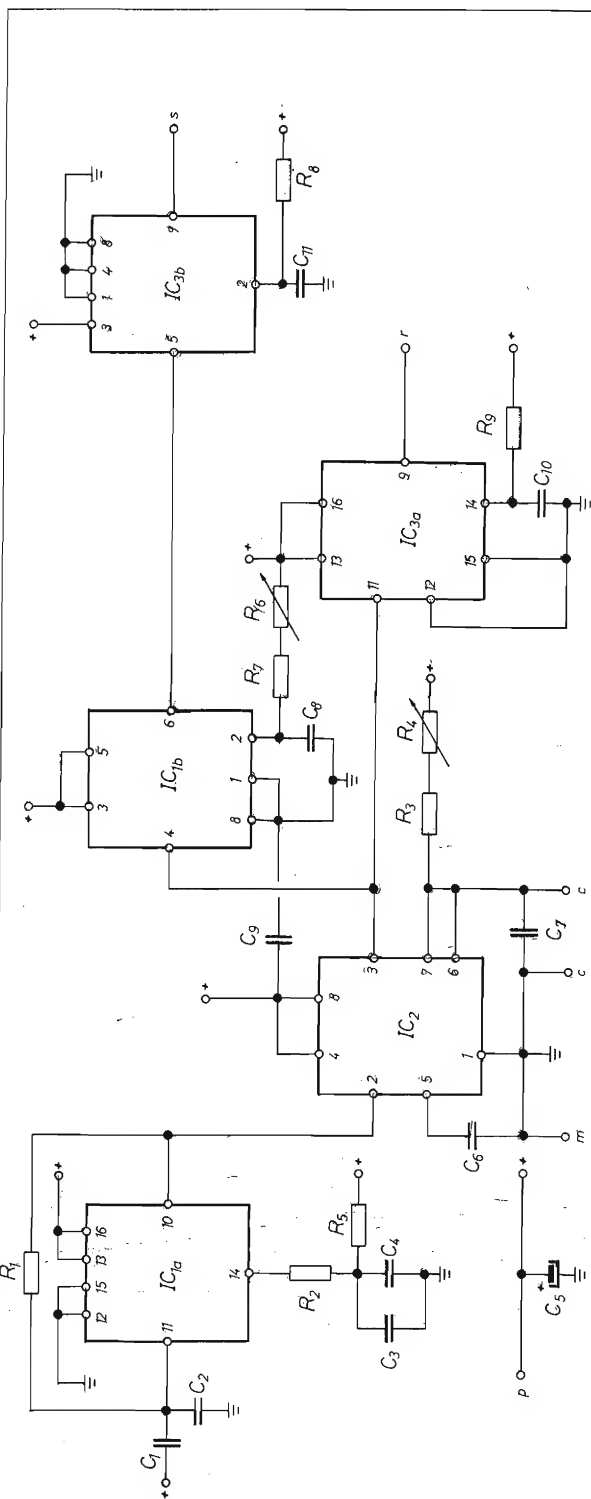 R1
+
12 15 13 16
11 IC1a 10
14
C1
+
C2
R2
R5
+
C3 C4
p
+
+
C5
+
4 8
2 IC2 3
5 7
1 6
C6
m
c
c
C7
R3
R4
+
C9
+
3 5
4 IC1b 6
8 1 2
C8
R7
R6
+
13 16
11 IC3a 9
12
15 14
r
C10
R9
+
+
3 1 4 8
5 IC3b 9
2
s
C11
R8
+